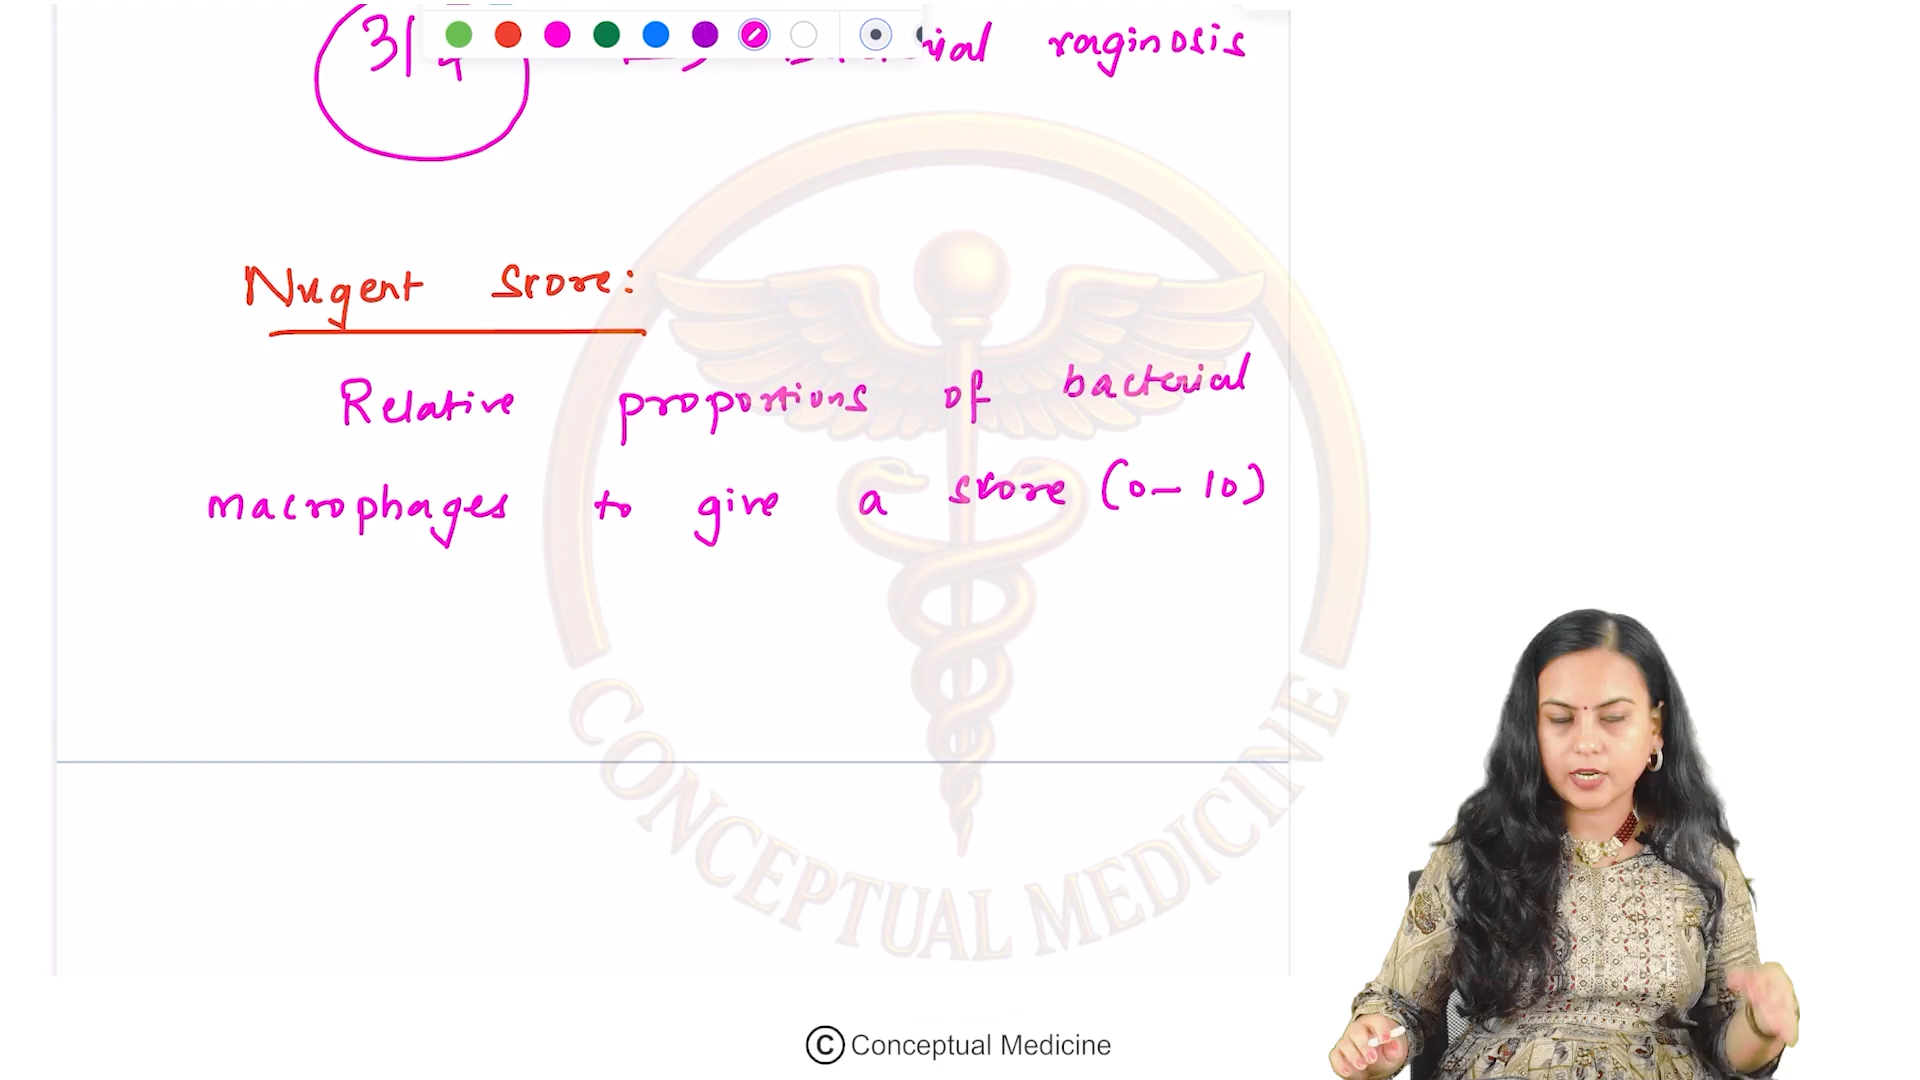 3/4 vaginosis
Nugent Score:
Relative proportions of bacterial
macrophages to give a score (0-10)
CONCEPTUAL MEDICINE
© Conceptual Medicine